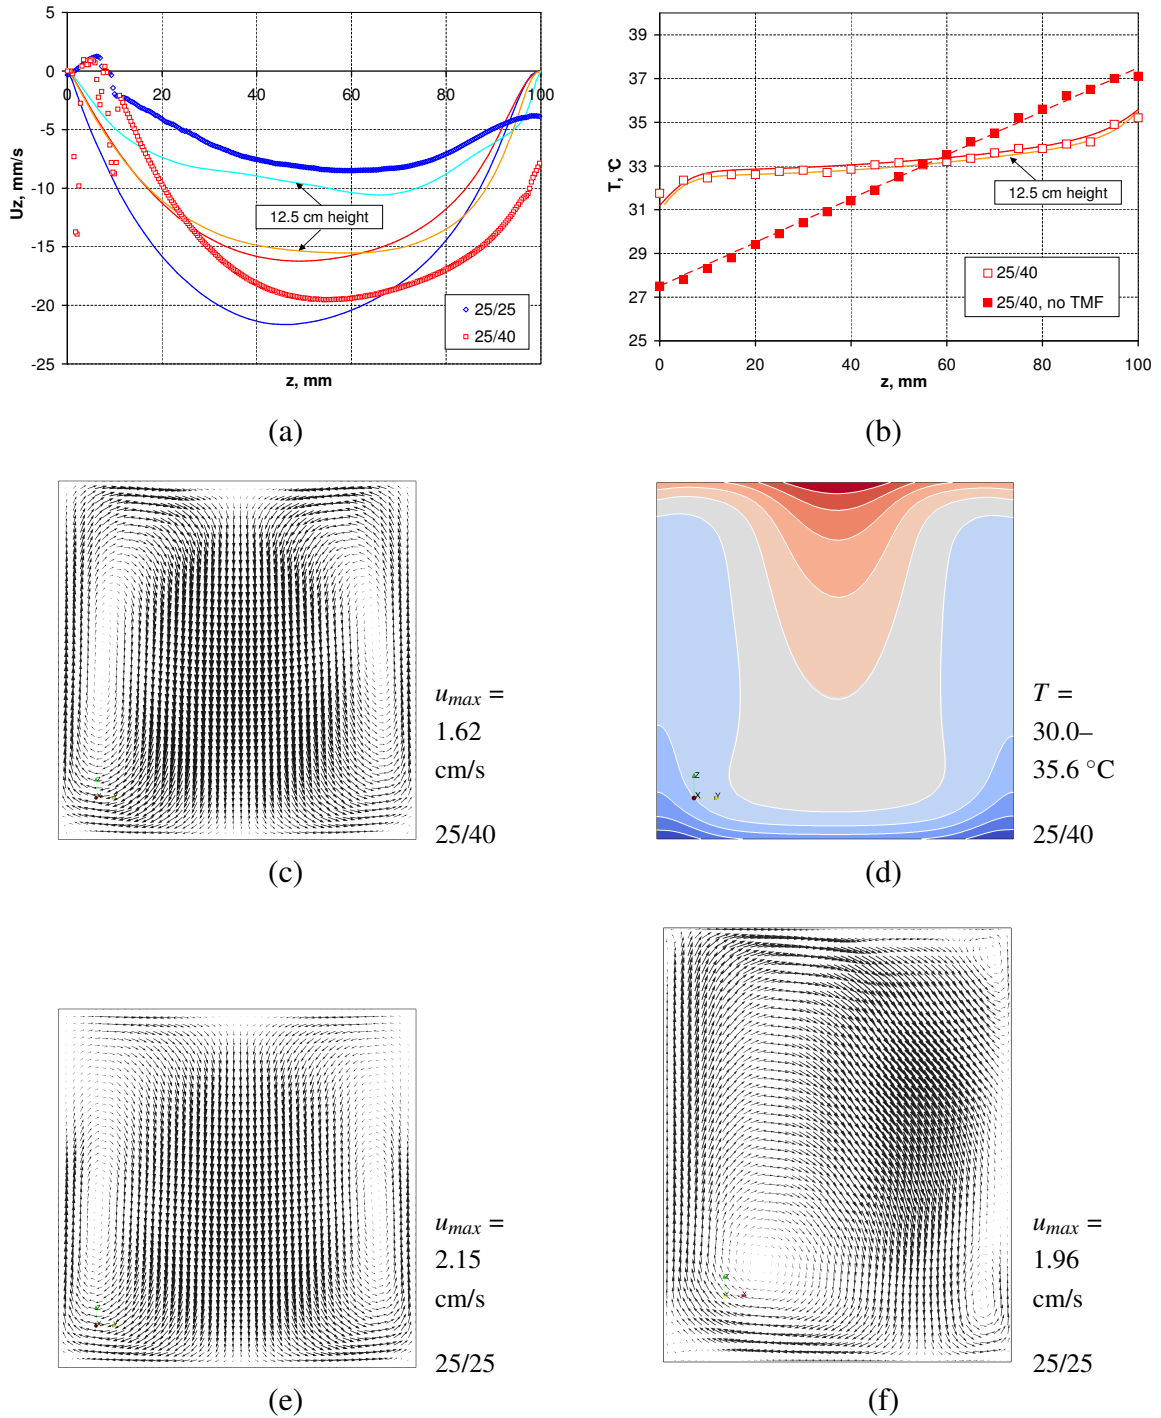 5
0
-5
-10
-15
-20
-25
0
20
40
60
80
100
Uz, mm/s
z, mm
12.5 cm height
25/25
25/40
(a)
39
37
35
33
31
29
27
25
0
20
40
60
80
100
T, °C
z, mm
12.5 cm height
25/40
25/40, no TMF
(b)
u_max =
1.62
cm/s
25/40
Z
X
Y
(c)
T =
30.0–
35.6 °C
25/40
Z
X
Y
(d)
u_max =
2.15
cm/s
25/25
(e)
u_max =
1.96
cm/s
25/25
Z
X
(f)